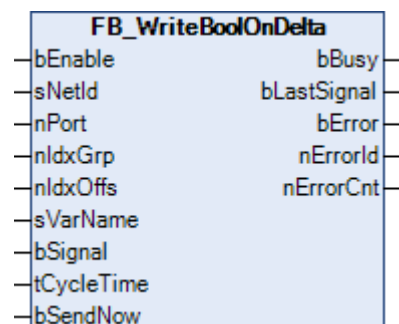 FB_WriteBoolOnDelta
bEnable bBusy
sNetId bLastSignal
nPort bError
nIdxGrp nErrorId
nIdxOffs nErrorCnt
sVarName
bSignal
tCycleTime
bSendNow